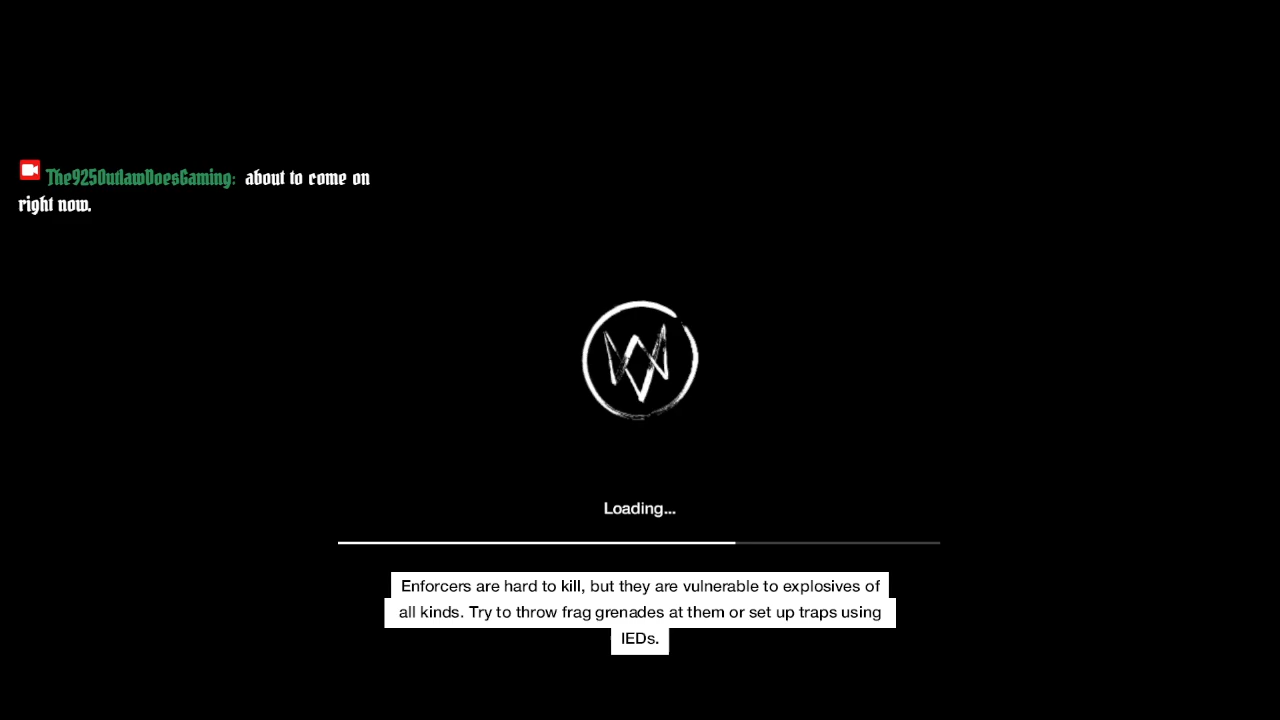 The925OutlawDoesGaming: about to come on
right now.
Loading...
Enforcers are hard to kill, but they are vulnerable to explosives of
all kinds. Try to throw frag grenades at them or set up traps using
IEDs.